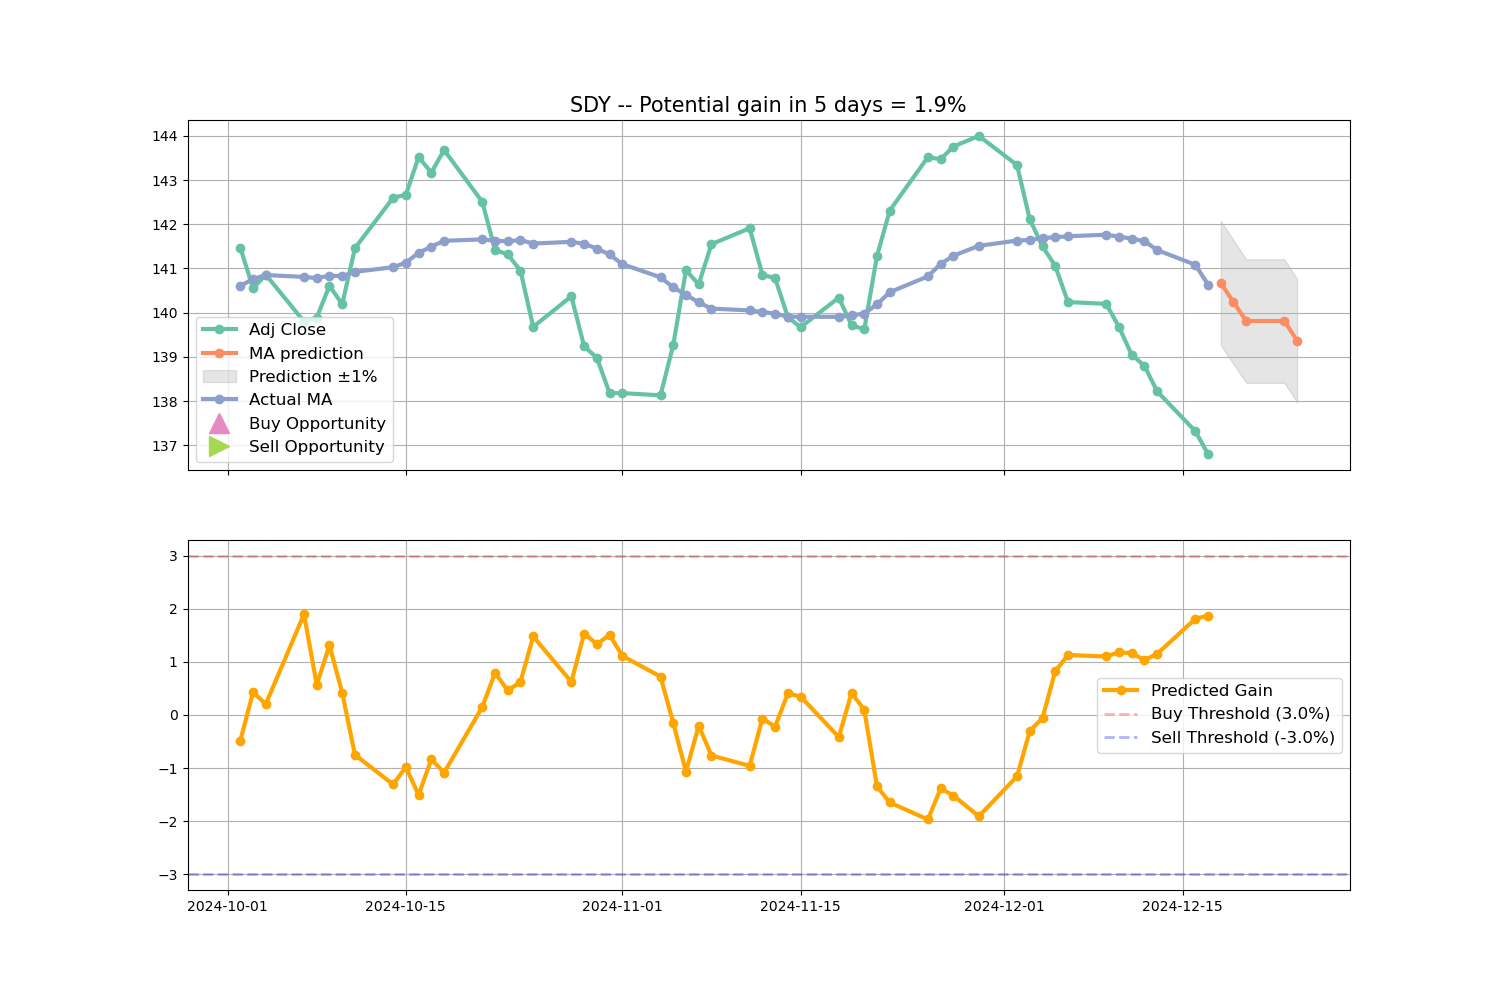 SDY -- Potential gain in 5 days = 1.9%
144
143
142
141
140
139
138
137
Adj Close
MA prediction
Prediction ±1%
Actual MA
Buy Opportunity
Sell Opportunity
3
2
1
0
−1
−2
−3
Predicted Gain
Buy Threshold (3.0%)
Sell Threshold (-3.0%)
2024-10-01
2024-10-15
2024-11-01
2024-11-15
2024-12-01
2024-12-15